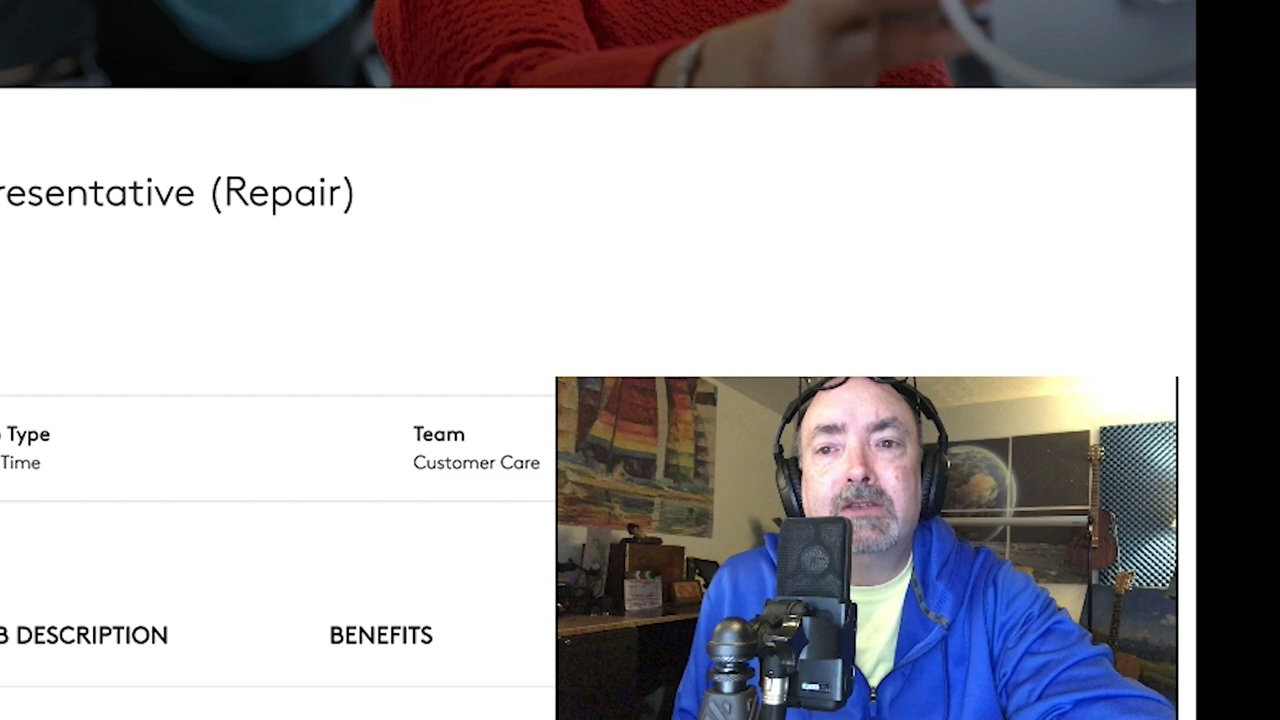 resentative (Repair)
Type
Team
Time
Customer Care
B DESCRIPTION
BENEFITS